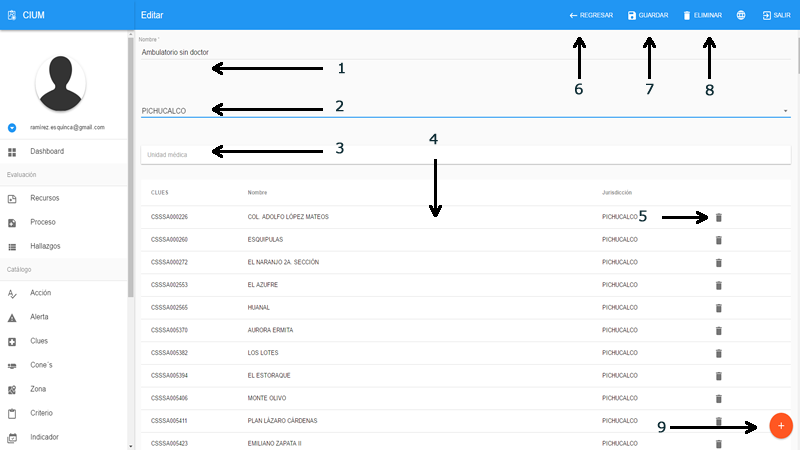 CIUM
Editar
REGRESAR
GUARDAR
ELIMINAR
SALIR
ramirez.esquinca@gmail.com
Dashboard
Evaluación
Recursos
Proceso
Hallazgos
Catálogo
Acción
Alerta
Clues
Cone´s
Zona
Criterio
Indicador
Nombre *
Ambulatorio sin doctor
1
PICHUCALCO
2
Unidad médica
3
4
5
6
7
8
9
CLUES Nombre Jurisdicción
CSSSA000226 COL. ADOLFO LÓPEZ MATEOS PICHUCALCO
CSSSA000260 ESQUIPULAS PICHUCALCO
CSSSA000272 EL NARANJO 2A. SECCIÓN PICHUCALCO
CSSSA002553 EL AZUFRE PICHUCALCO
CSSSA002565 HUANAL PICHUCALCO
CSSSA005370 AURORA ERMITA PICHUCALCO
CSSSA005382 LOS LOTES PICHUCALCO
CSSSA005394 EL ESTORAQUE PICHUCALCO
CSSSA005406 MONTE OLIVO PICHUCALCO
CSSSA005411 PLAN LÁZARO CÁRDENAS PICHUCALCO
CSSSA005423 EMILIANO ZAPATA II PICHUCALCO
+